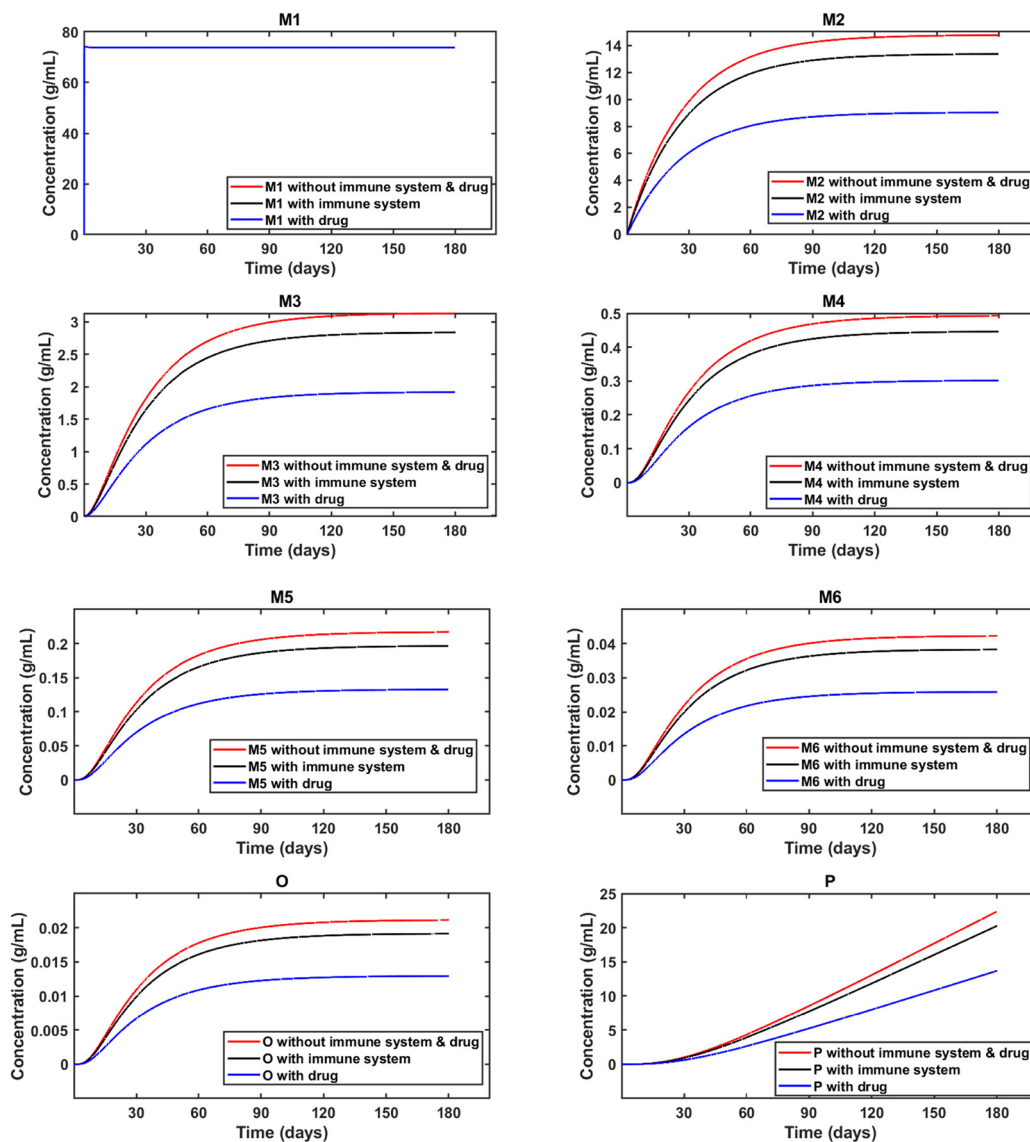 M1
Concentration (g/mL)
80
60
40
20
0
M1 without immune system & drug
M1 with immune system
M1 with drug
30 60 90 120 150 180
Time (days)
M2
Concentration (g/mL)
14
12
10
8
6
4
2
0
M2 without immune system & drug
M2 with immune system
M2 with drug
30 60 90 120 150 180
Time (days)
M3
Concentration (g/mL)
3
2.5
2
1.5
1
0.5
0
M3 without immune system & drug
M3 with immune system
M3 with drug
30 60 90 120 150 180
Time (days)
M4
Concentration (g/mL)
0.5
0.4
0.3
0.2
0.1
0
M4 without immune system & drug
M4 with immune system
M4 with drug
30 60 90 120 150 180
Time (days)
M5
Concentration (g/mL)
0.2
0.15
0.1
0.05
0
M5 without immune system & drug
M5 with immune system
M5 with drug
30 60 90 120 150 180
Time (days)
M6
Concentration (g/mL)
0.04
0.03
0.02
0.01
0
M6 without immune system & drug
M6 with immune system
M6 with drug
30 60 90 120 150 180
Time (days)
O
Concentration (g/mL)
0.02
0.015
0.01
0.005
0
O without immune system & drug
O with immune system
O with drug
30 60 90 120 150 180
Time (days)
P
Concentration (g/mL)
25
20
15
10
5
0
P without immune system & drug
P with immune system
P with drug
30 60 90 120 150 180
Time (days)